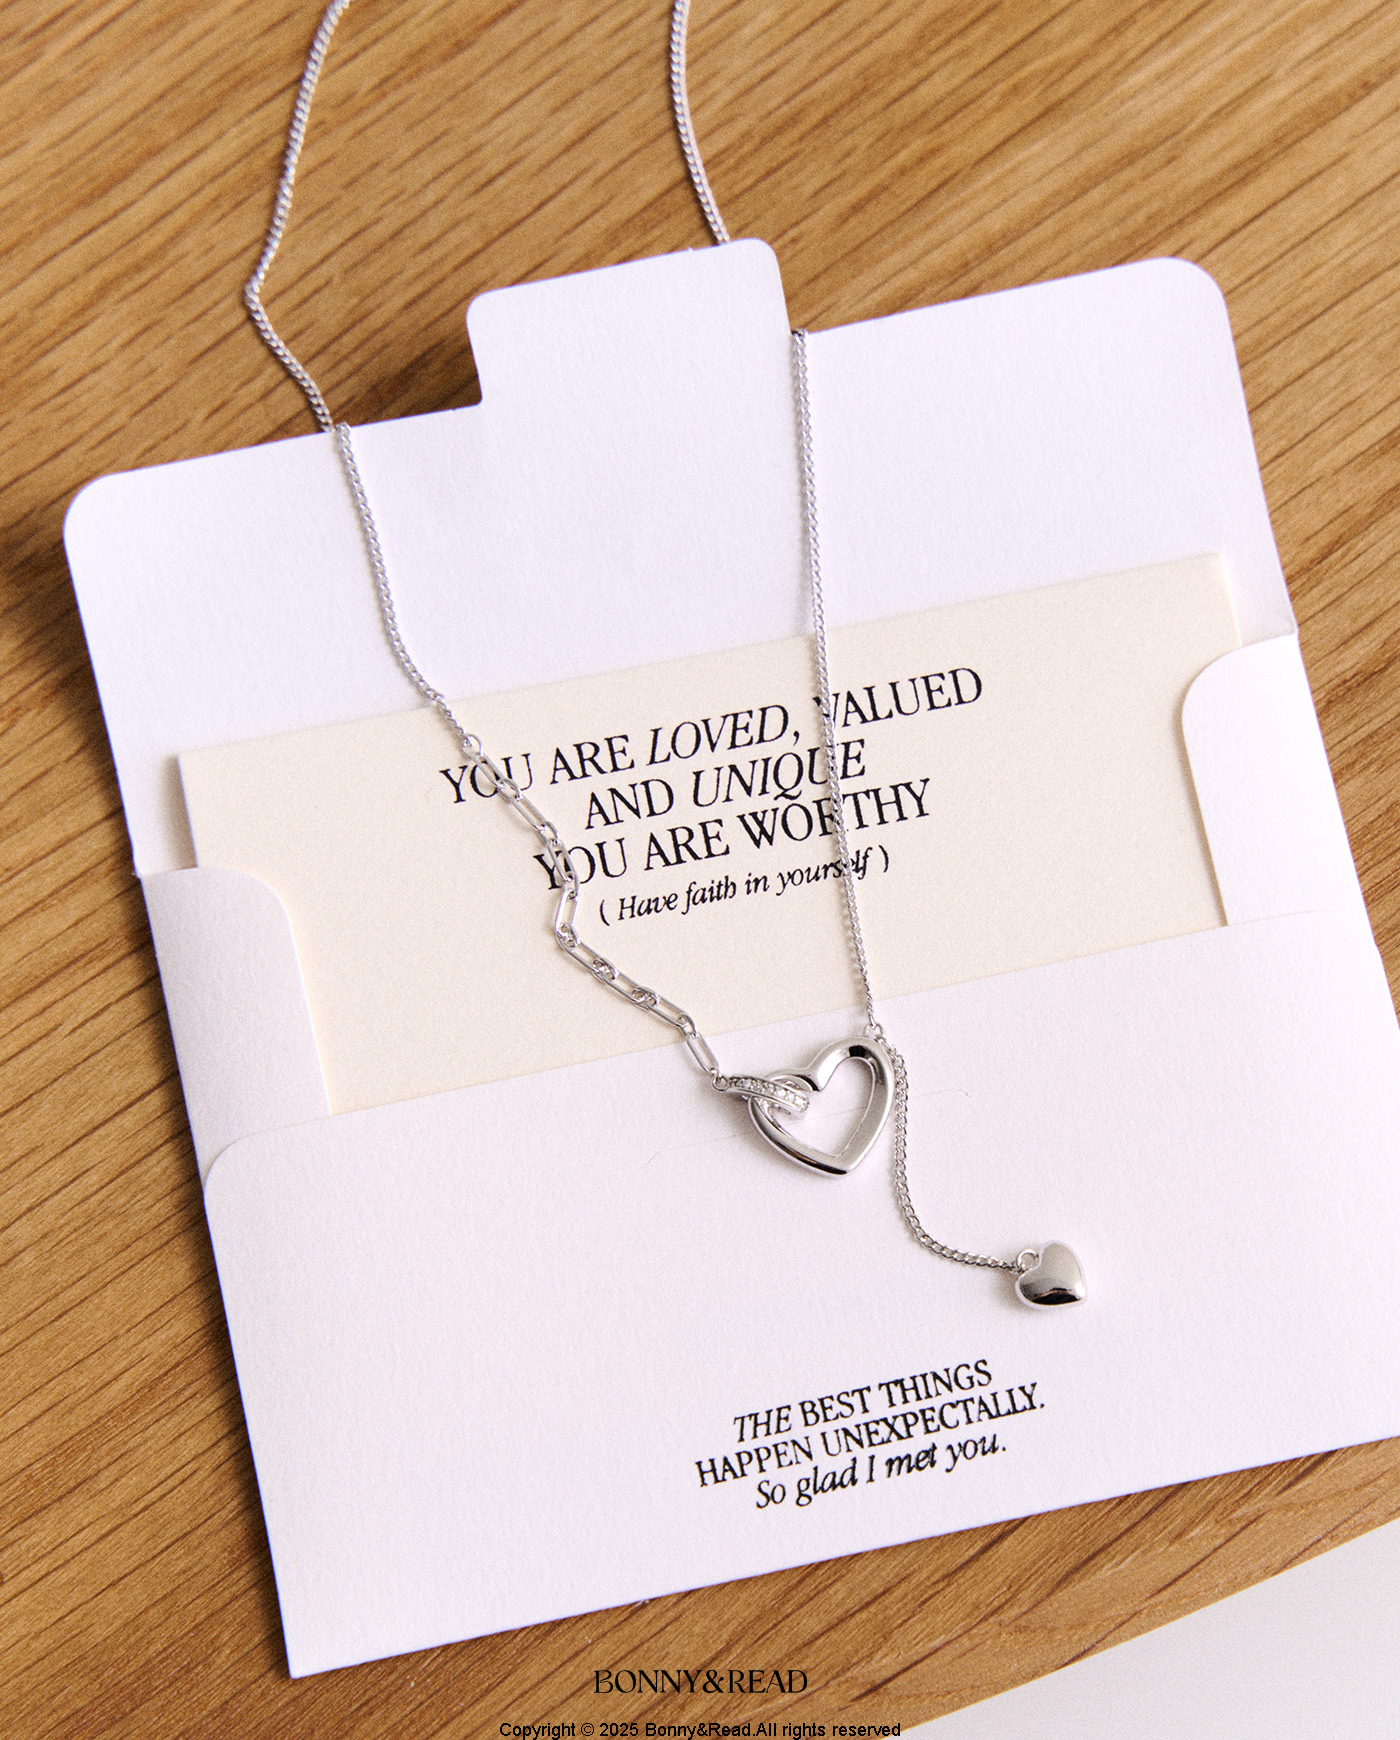 YOU ARE LOVED, VALUED
AND UNIQUE
YOU ARE WORTHY
( Have faith in yourself )
THE BEST THINGS
HAPPEN UNEXPECTALLY.
So glad I met you.
BONNY&READ
Copyright © 2025 Bonny&Read.All rights reserved